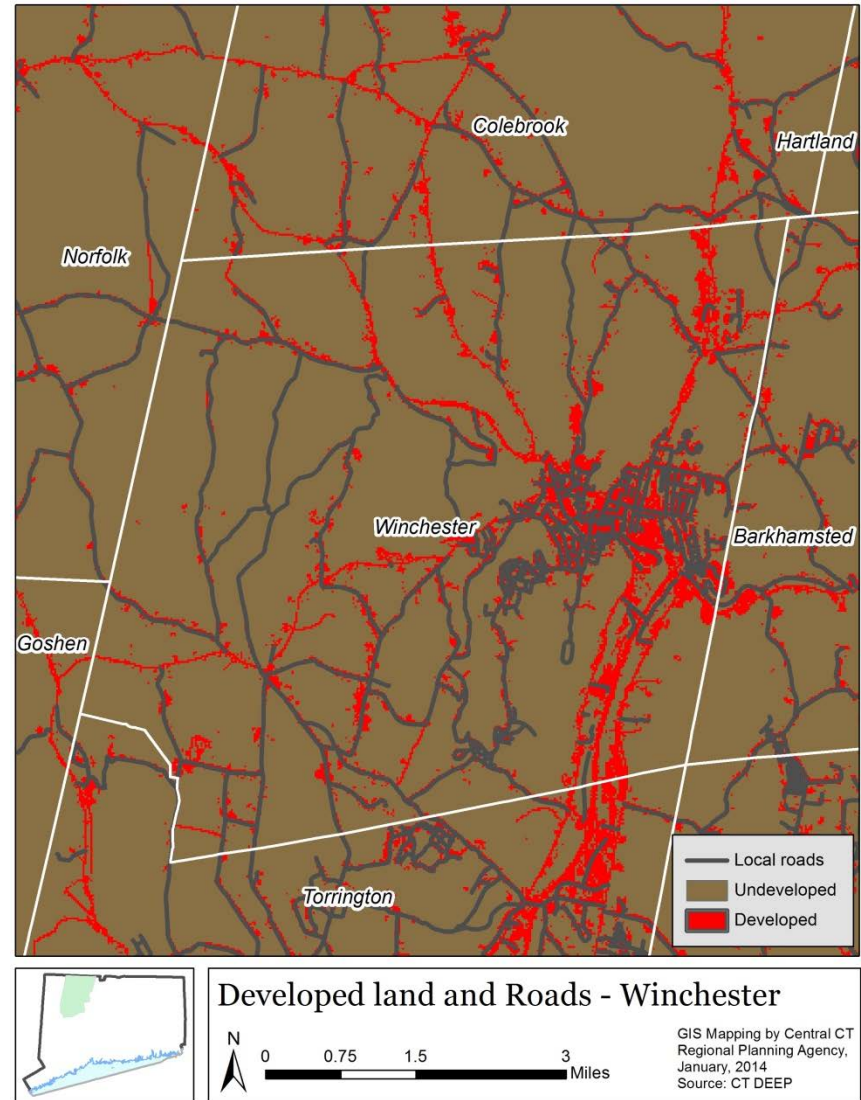 Colebrook
Hartland
Norfolk
Winchester
Barkhamsted
Goshen
Torrington
Local roads
Undeveloped
Developed
Developed land and Roads - Winchester
N
0 0.75 1.5 3
Miles
GIS Mapping by Central CT
Regional Planning Agency,
January, 2014
Source: CT DEEP